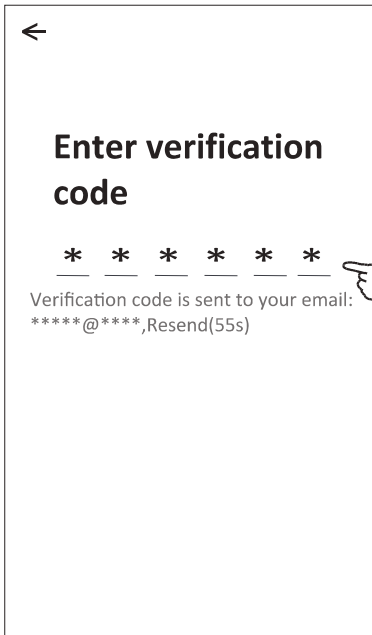 Enter verification
code
* * * * * *
Verification code is sent to your email:
*****@****,Resend(55s)